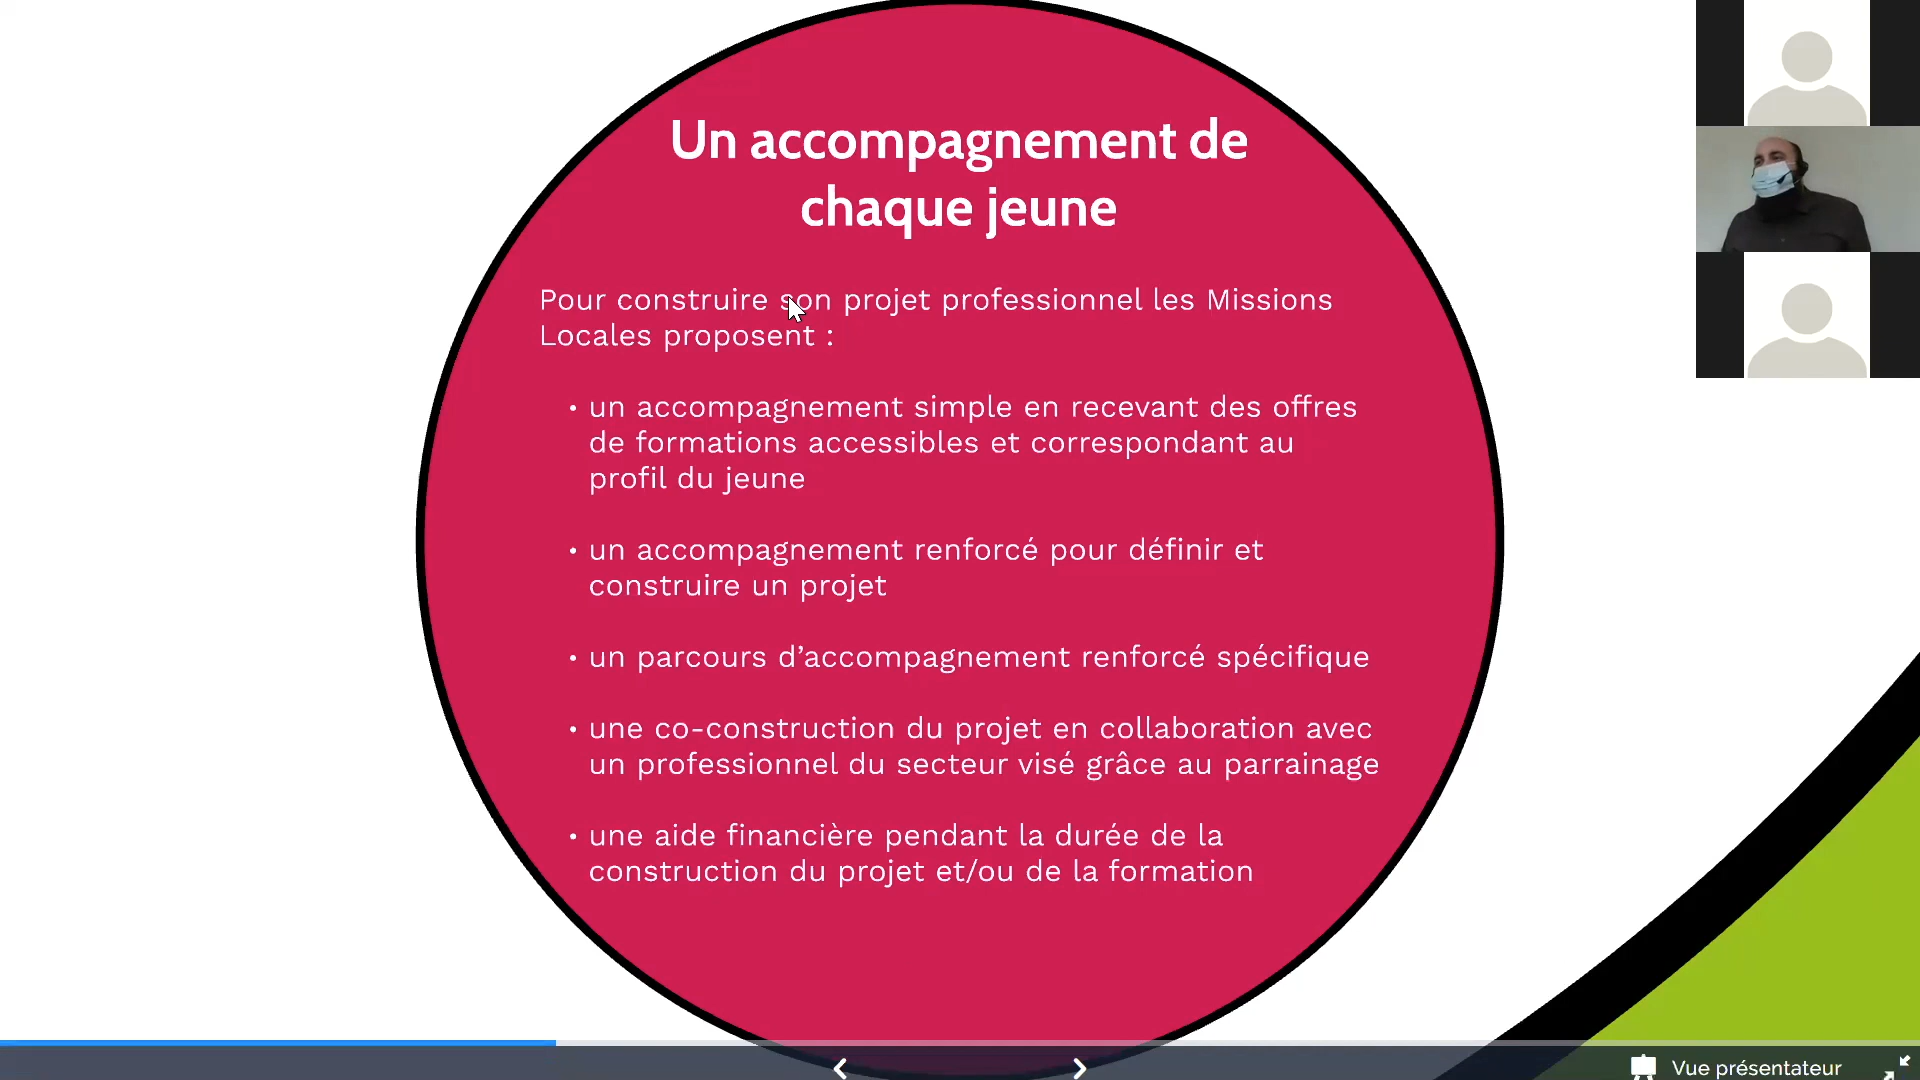 Un accompagnement de
chaque jeune
Pour construire son projet professionnel les Missions
Locales proposent :
• un accompagnement simple en recevant des offres
de formations accessibles et correspondant au
profil du jeune
• un accompagnement renforcé pour définir et
construire un projet
• un parcours d’accompagnement renforcé spécifique
• une co-construction du projet en collaboration avec
un professionnel du secteur visé grâce au parrainage
• une aide financière pendant la durée de la
construction du projet et/ou de la formation
Vue présentateur